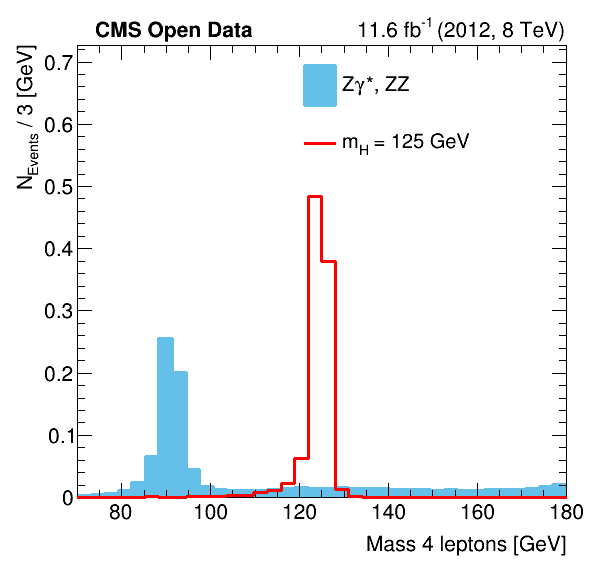 CMS Open Data
11.6 fb⁻¹ (2012, 8 TeV)
N_Events / 3 [GeV]
0.7
0.6
0.5
0.4
0.3
0.2
0.1
0
Zγ*, ZZ
m_H = 125 GeV
80 100 120 140 160 180
Mass 4 leptons [GeV]